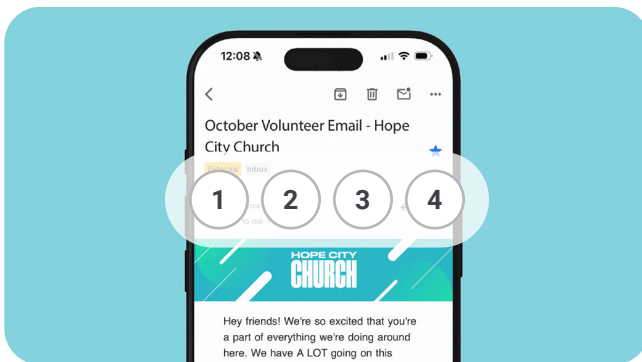 12:08
October Volunteer Email - Hope
City Church
External Inbox
1 2 3 4
to me
HOPE CITY
CHURCH
Hey friends! We're so excited that you're
a part of everything we're doing around
here. We have A LOT going on this